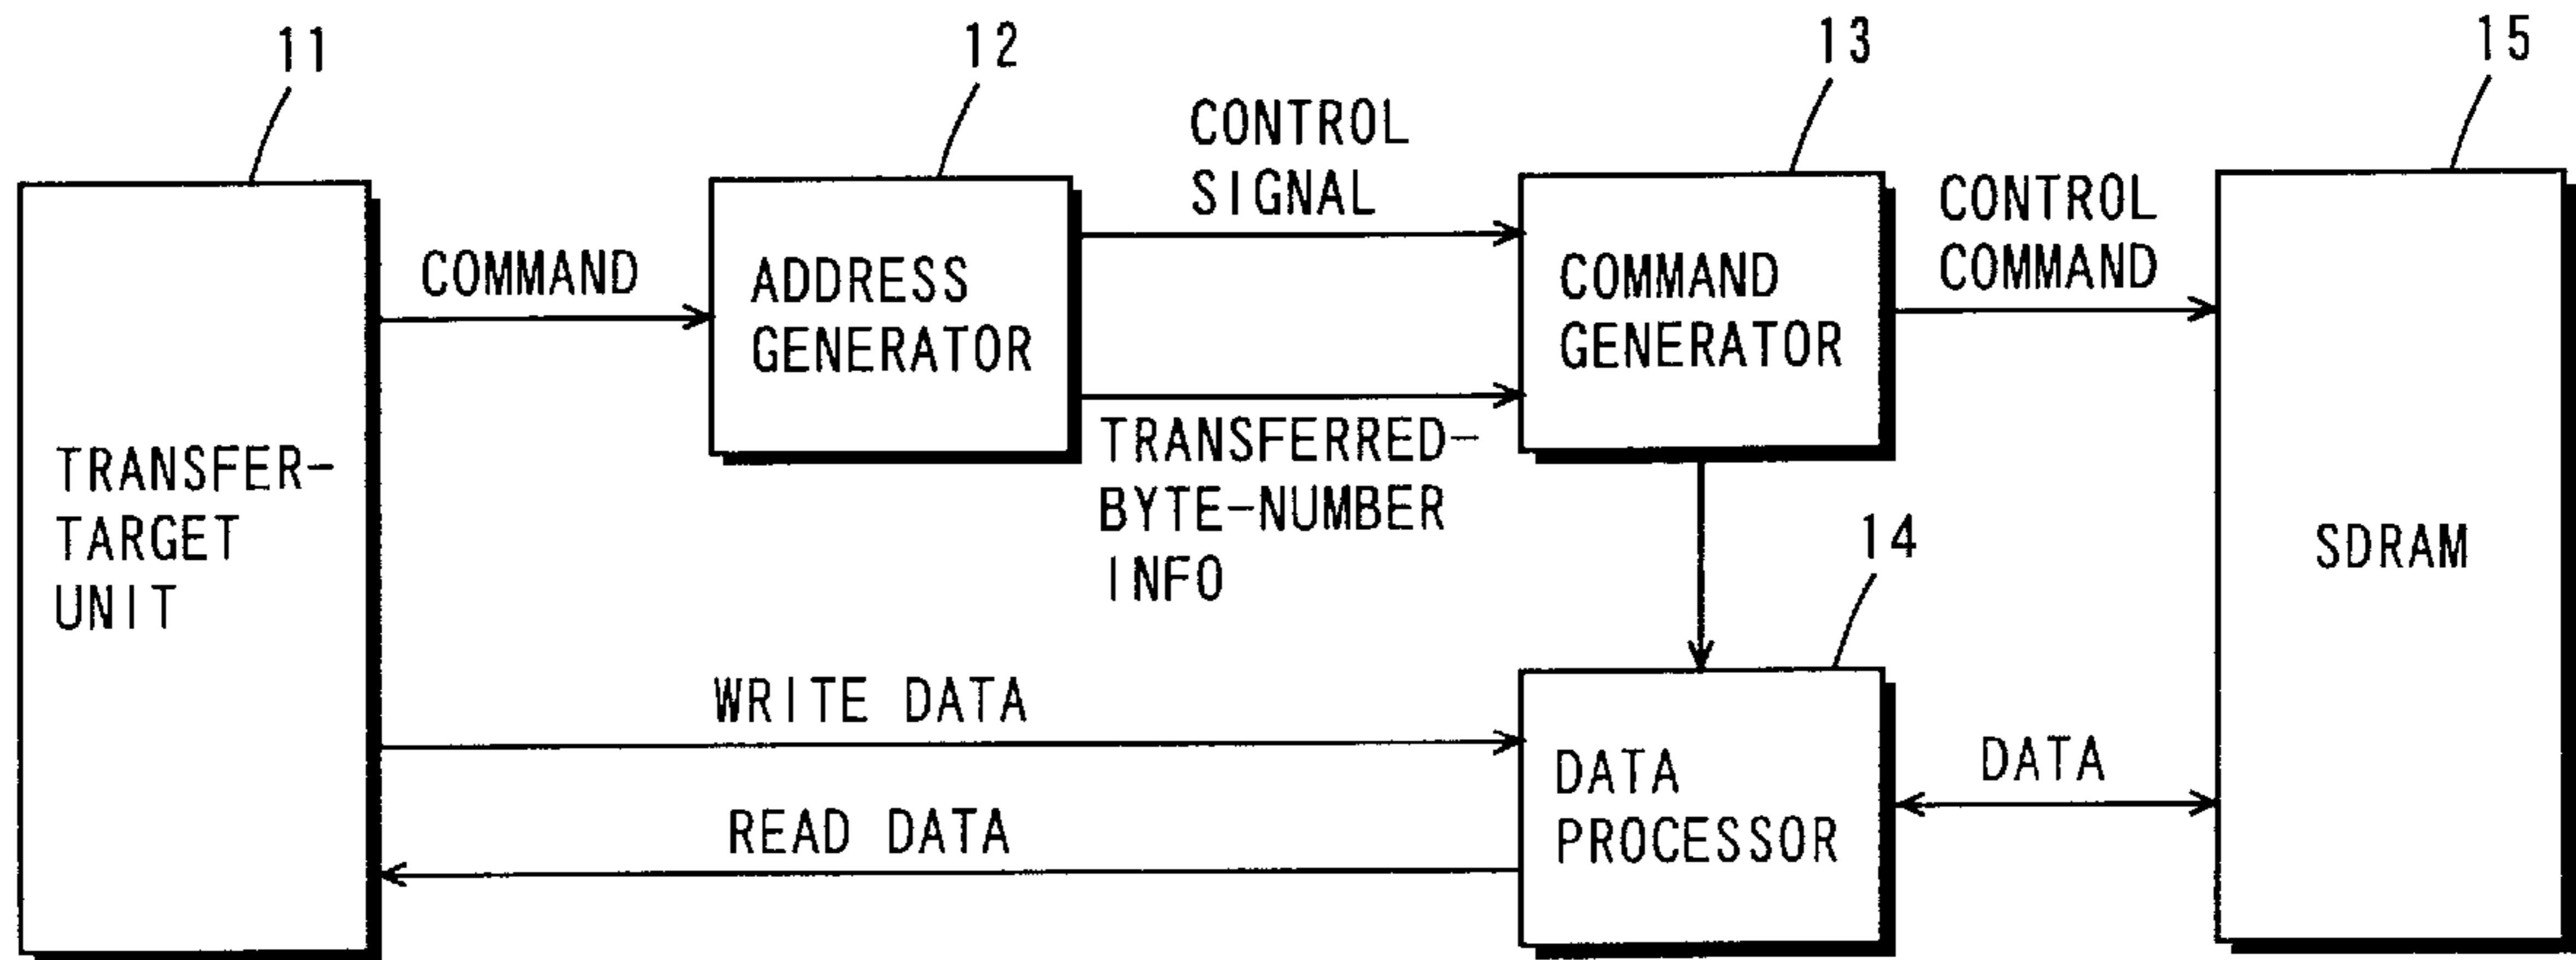 11
12
13
15
CONTROL
SIGNAL
CONTROL
COMMAND
COMMAND
ADDRESS
GENERATOR
COMMAND
GENERATOR
TRANSFERRED-
BYTE-NUMBER
INFO
TRANSFER-
TARGET
UNIT
14
SDRAM
WRITE DATA
READ DATA
DATA
PROCESSOR
DATA